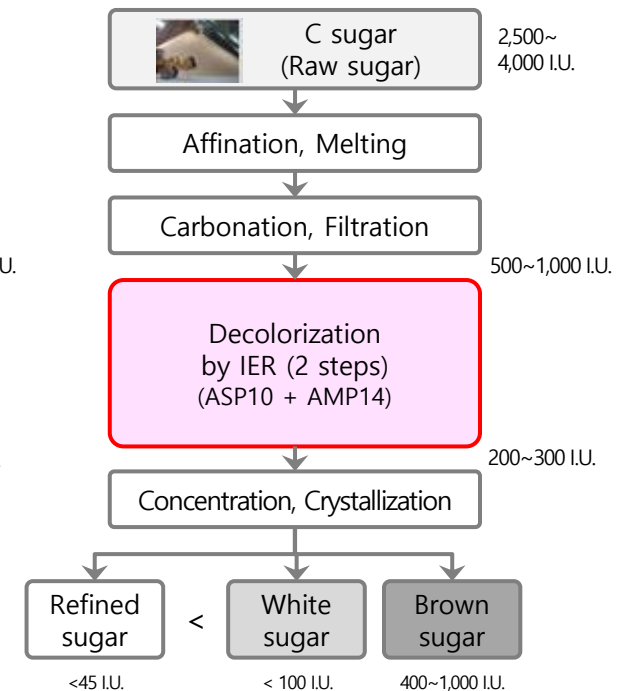 C sugar
(Raw sugar)
2,500~
4,000 I.U.
Affination, Melting
Carbonation, Filtration
U.
500~1,000 I.U.
Decolorization
by IER (2 steps)
(ASP10 + AMP14)
200~300 I.U.
Concentration, Crystallization
Refined
sugar
<
White
sugar
Brown
sugar
<45 I.U.
< 100 I.U.
400~1,000 I.U.